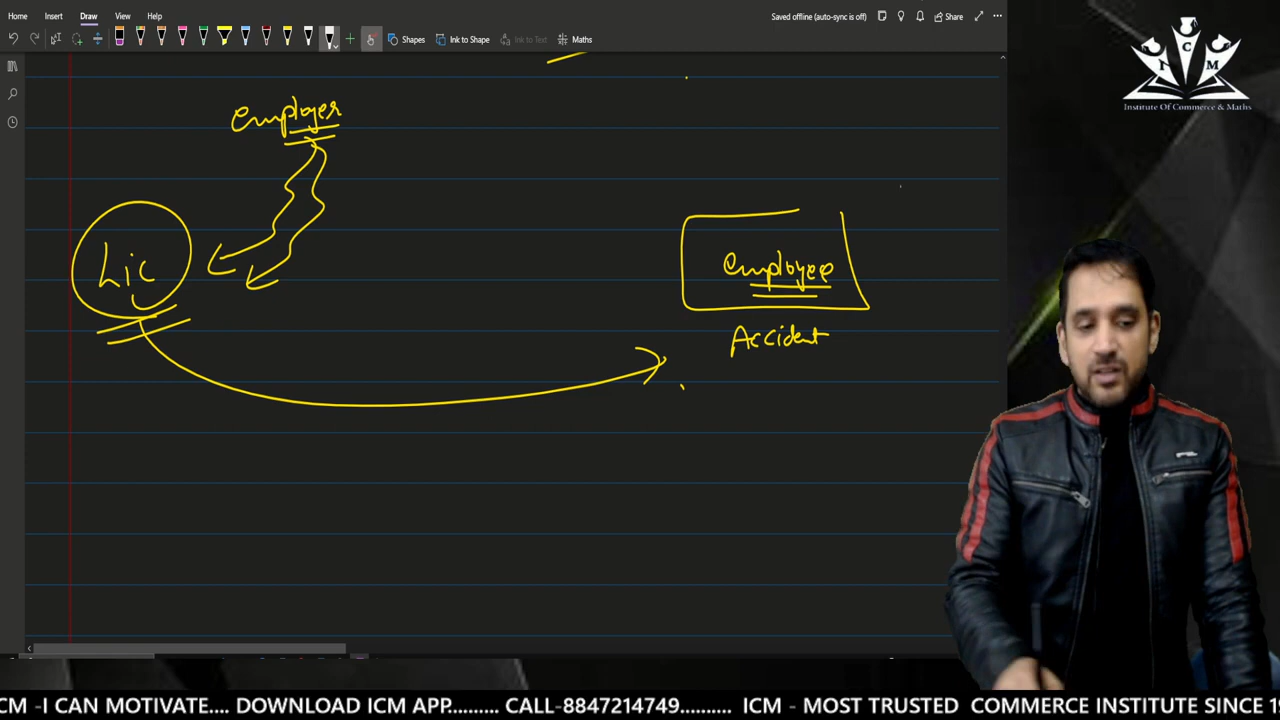 Home Insert Draw View Help
Saved offline (auto-sync is off) Share
Shapes Ink to Shape Ink to Text Maths
ICM
Institute Of Commerce & Maths
employer
Lic
employee
Accident
CM -I CAN MOTIVATE.... DOWNLOAD ICM APP.......... CALL-8847214749.......... ICM - MOST TRUSTED COMMERCE INSTITUTE SINCE 1